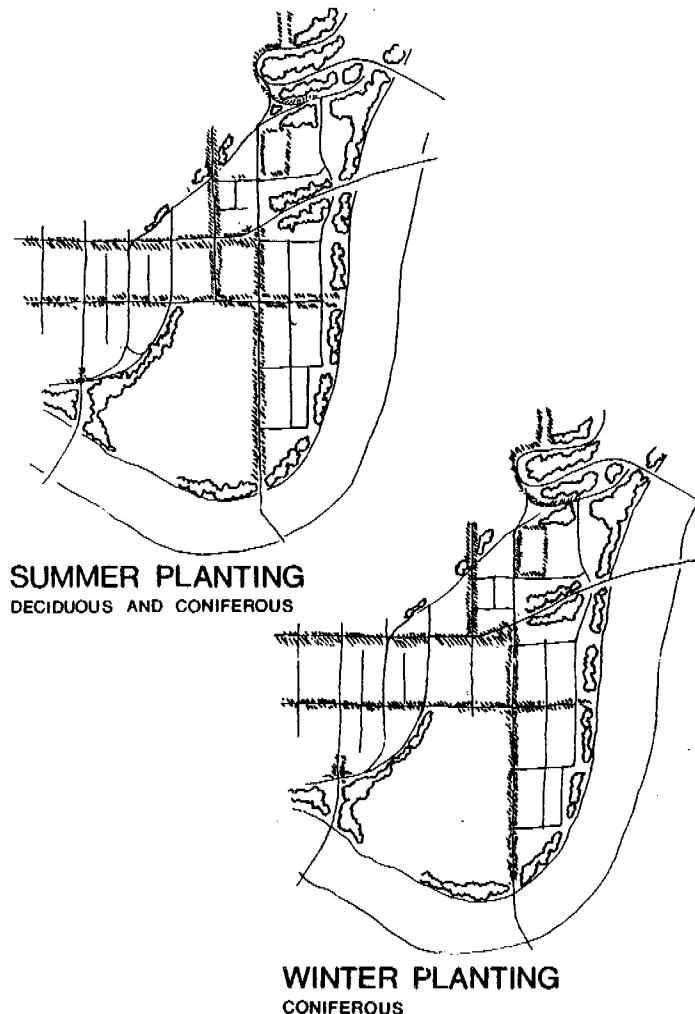 SUMMER PLANTING
DECIDUOUS AND CONIFEROUS
WINTER PLANTING
CONIFEROUS